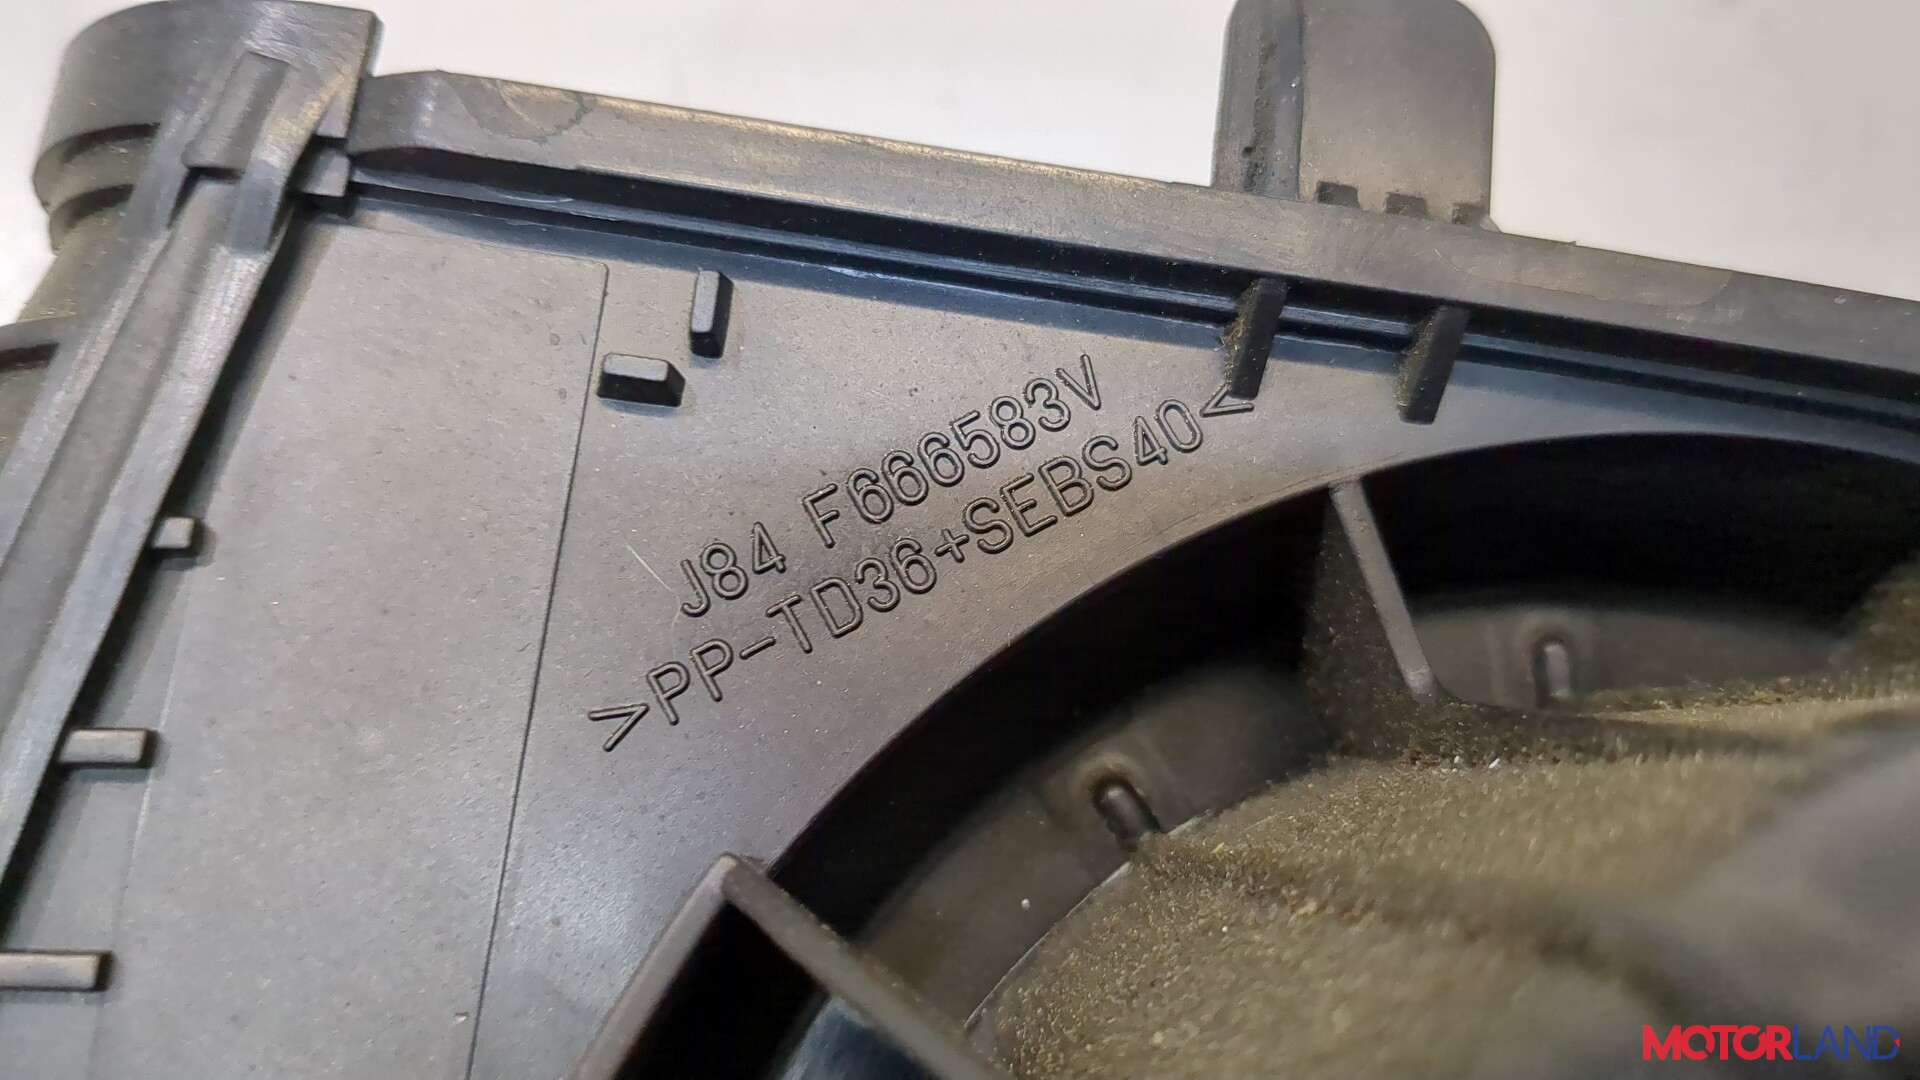 J84 F666583V
>PP-TD36+SEBS40<
MOTORLAND